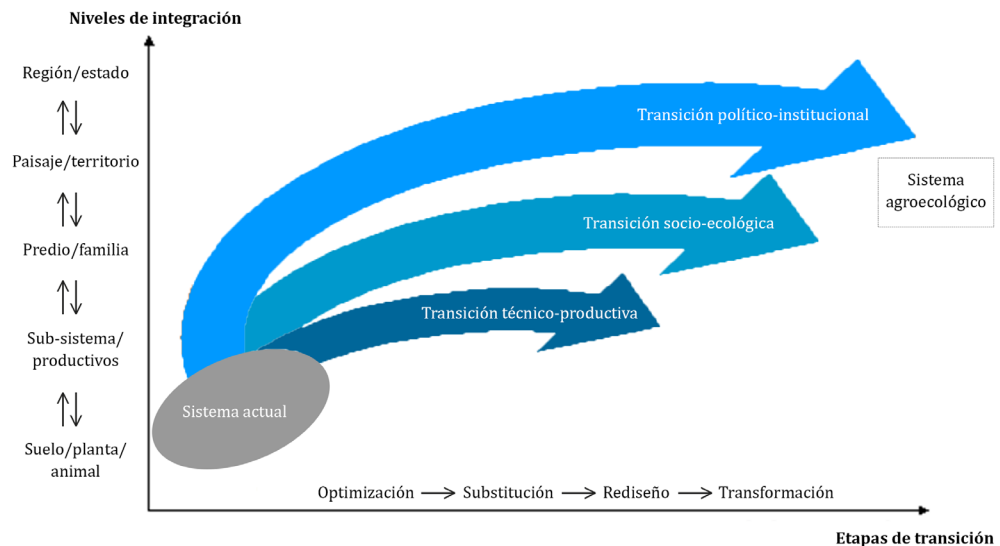 Niveles de integración
Región/estado
Paisaje/territorio
Predio/familia
Sub-sistema/
productivos
Suelo/planta/
animal
Transición político-institucional
Transición socio-ecológica
Transición técnico-productiva
Sistema actual
Sistema
agroecológico
Optimización → Substitución → Rediseño → Transformación
Etapas de transición